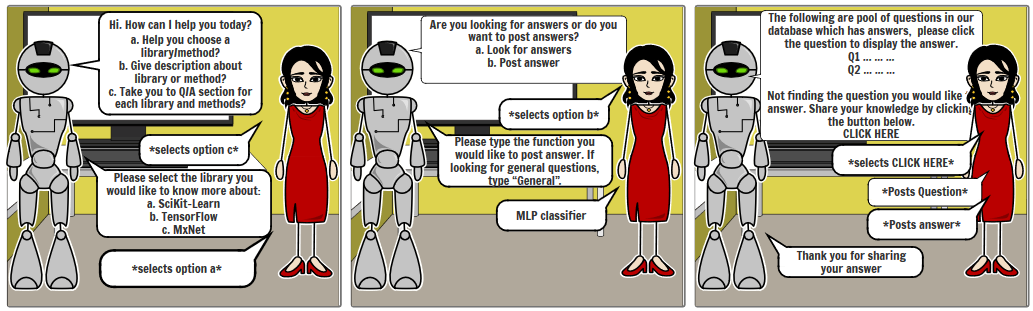 Hi. How can I help you today?
a. Help you choose a
library/method?
b. Give description about
library or method?
c. Take you to Q/A section for
each library and methods?
*selects option c*
Please select the library you
would like to know more about:
a. SciKit-Learn
b. TensorFlow
c. MxNet
*selects option a*
Are you looking for answers or do you
want to post answers?
a. Look for answers
b. Post answer
*selects option b*
Please type the function you
would like to post answer. If
looking for general questions,
type "General".
MLP classifier
The following are pool of questions in our
database which has answers, please click
the question to display the answer.
Q1 ... ... ...
Q2 ... ... ...
Not finding the question you would like
answer. Share your knowledge by clicking
the button below.
CLICK HERE
*selects CLICK HERE*
*Posts Question*
*Posts answer*
Thank you for sharing
your answer